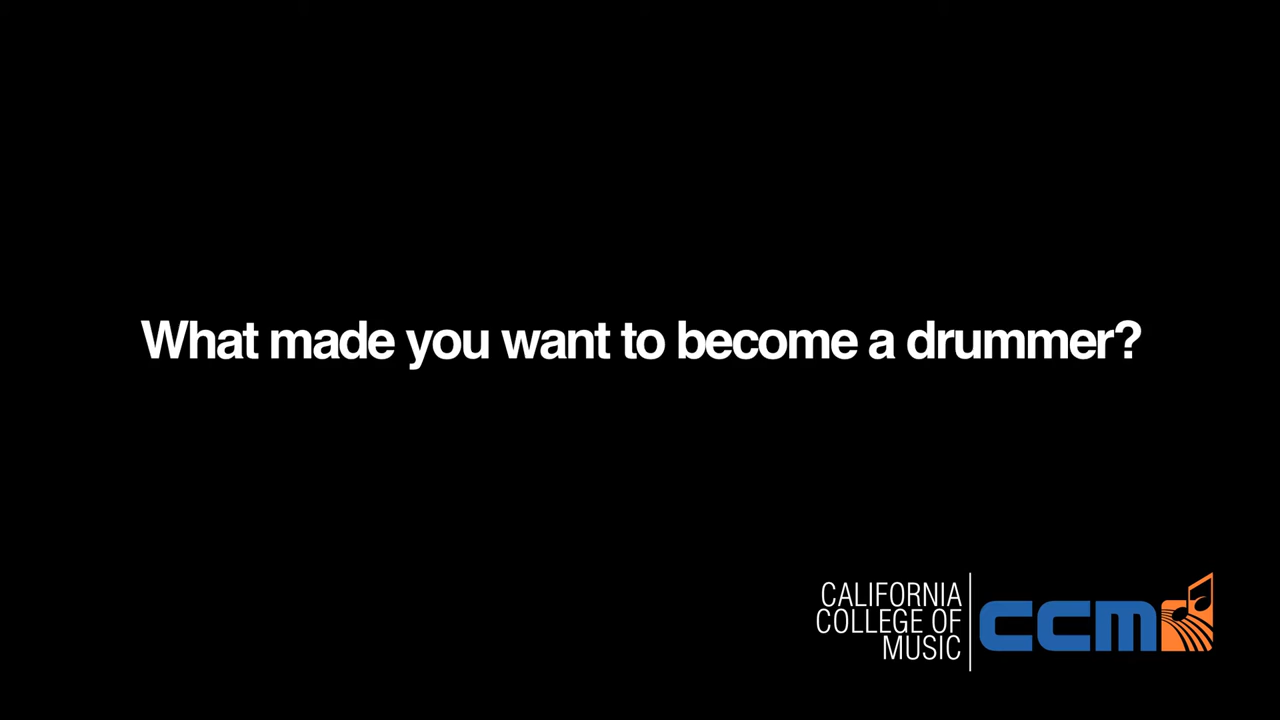 What made you want to become a drummer?
CALIFORNIA
COLLEGE OF
MUSIC
ccm